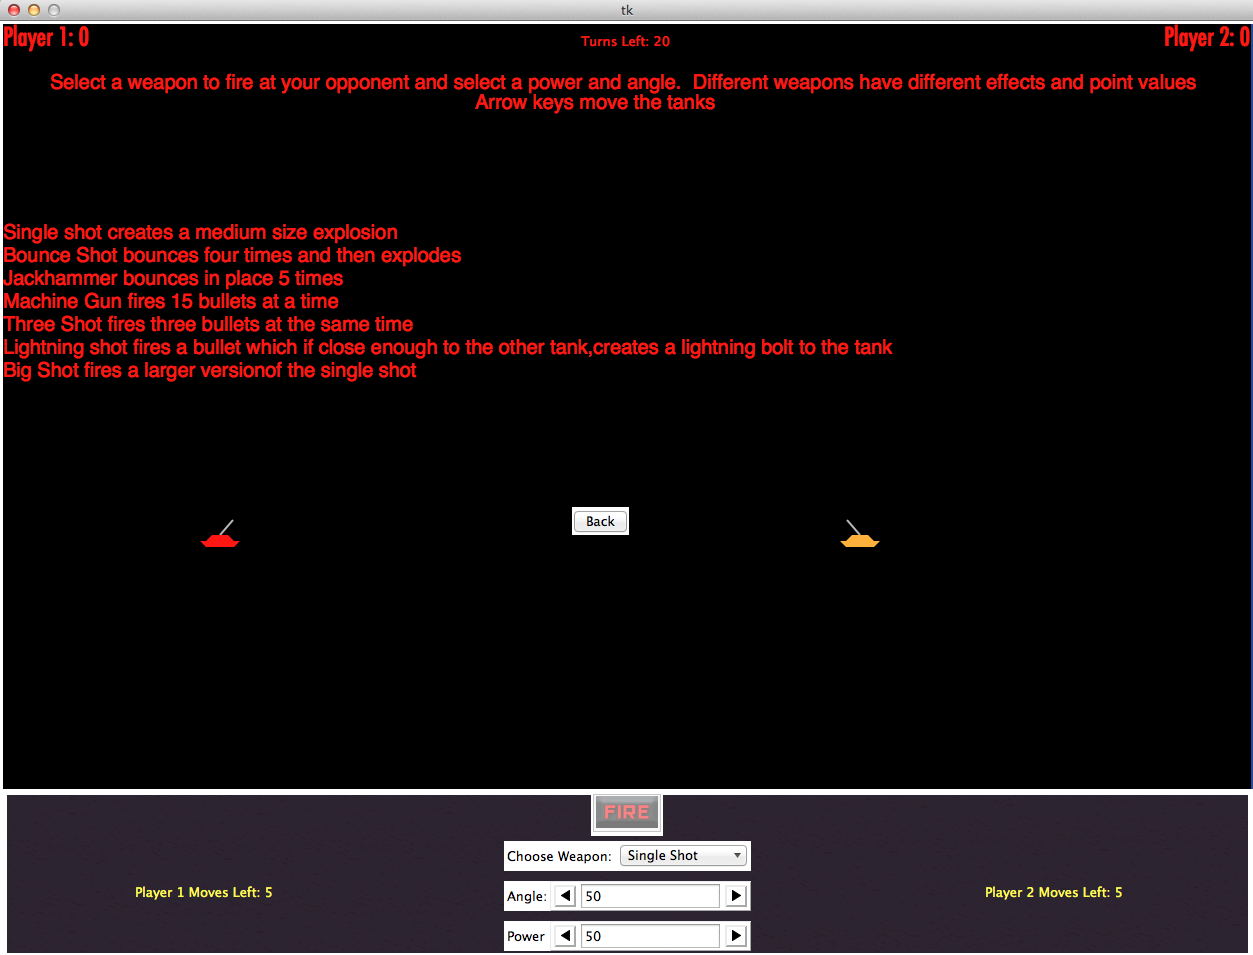 tk
Player 1: 0
Turns Left: 20
Player 2: 0
Select a weapon to fire at your opponent and select a power and angle.  Different weapons have different effects and point values
Arrow keys move the tanks
Single shot creates a medium size explosion
Bounce Shot bounces four times and then explodes
Jackhammer bounces in place 5 times
Machine Gun fires 15 bullets at a time
Three Shot fires three bullets at the same time
Lightning shot fires a bullet which if close enough to the other tank,creates a lightning bolt to the tank
Big Shot fires a larger versionof the single shot
Back
FIRE
Choose Weapon: Single Shot
Player 1 Moves Left: 5
Angle: 50
Player 2 Moves Left: 5
Power 50